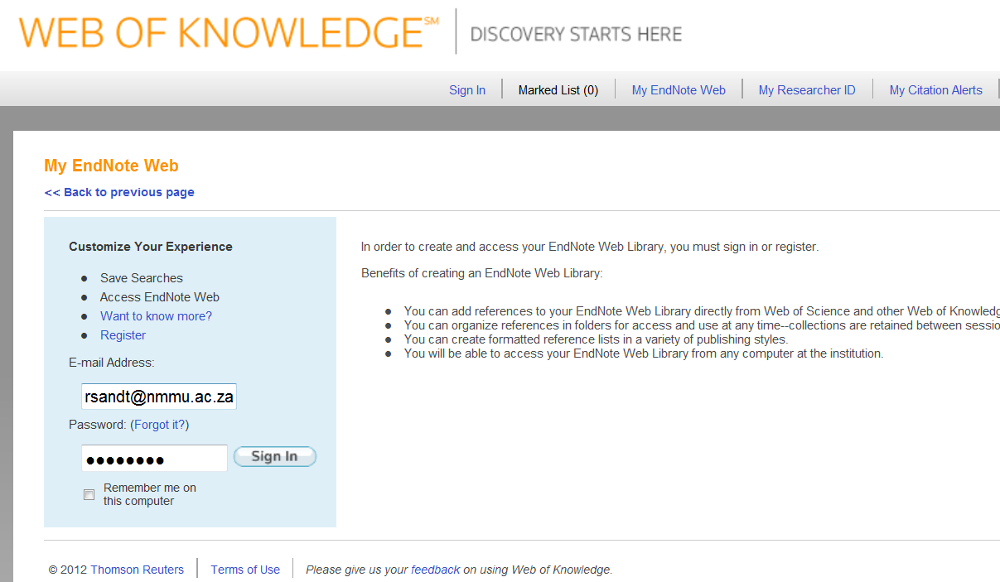 WEB OF KNOWLEDGE SM
DISCOVERY STARTS HERE
Sign In
Marked List (0)
My EndNote Web
My Researcher ID
My Citation Alerts
My EndNote Web
<< Back to previous page
Customize Your Experience
Save Searches
Access EndNote Web
Want to know more?
Register
E-mail Address:
rsandt@nmmu.ac.za
Password: (Forgot it?)
●●●●●●●●
Sign In
Remember me on
this computer
In order to create and access your EndNote Web Library, you must sign in or register.
Benefits of creating an EndNote Web Library:
You can add references to your EndNote Web Library directly from Web of Science and other Web of Knowledg
You can organize references in folders for access and use at any time--collections are retained between sessio
You can create formatted reference lists in a variety of publishing styles.
You will be able to access your EndNote Web Library from any computer at the institution.
© 2012 Thomson Reuters
Terms of Use
Please give us your feedback on using Web of Knowledge.